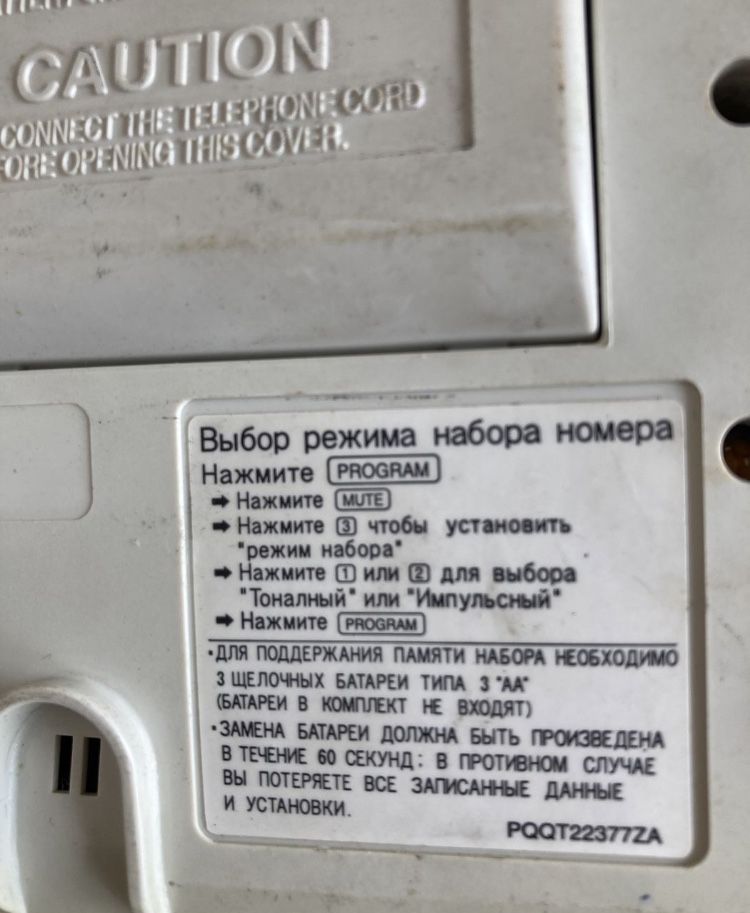 CAUTION
CONNECT THE TELEPHONE CORD
OPENING THIS COVER.
Выбор режима набора номера
Нажмите PROGRAM
➡ Нажмите MUTE
➡ Нажмите 3 чтобы установить
"режим набора"
➡ Нажмите 1 или 2 для выбора
"Тоналный" или "Импульсный"
➡ Нажмите PROGRAM
·ДЛЯ ПОДДЕРЖАНИЯ ПАМЯТИ НАБОРА НЕОБХОДИМО
3 ЩЕЛОЧНЫХ БАТАРЕИ ТИПА 3 "АА"
(БАТАРЕИ В КОМПЛЕКТ НЕ ВХОДЯТ)
·ЗАМЕНА БАТАРЕИ ДОЛЖНА БЫТЬ ПРОИЗВЕДЕНА
В ТЕЧЕНИЕ 60 СЕКУНД: В ПРОТИВНОМ СЛУЧАЕ
ВЫ ПОТЕРЯЕТЕ ВСЕ ЗАПИСАННЫЕ ДАННЫЕ
И УСТАНОВКИ.
PQQT22377ZA